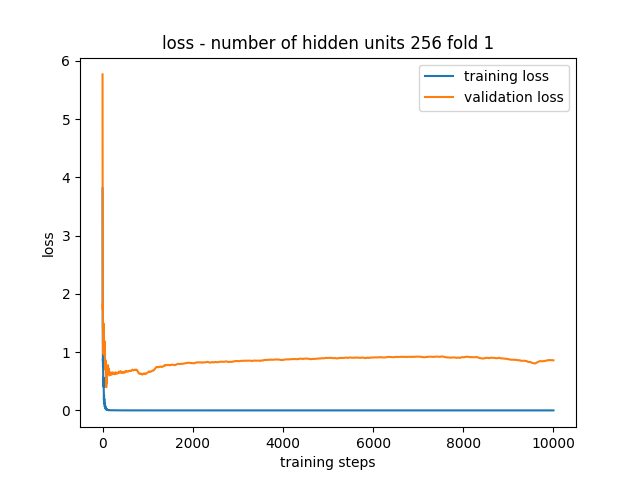 loss - number of hidden units 256 fold 1
training loss
validation loss
6
5
4
3
2
1
0
loss
0
2000
4000
6000
8000
10000
training steps